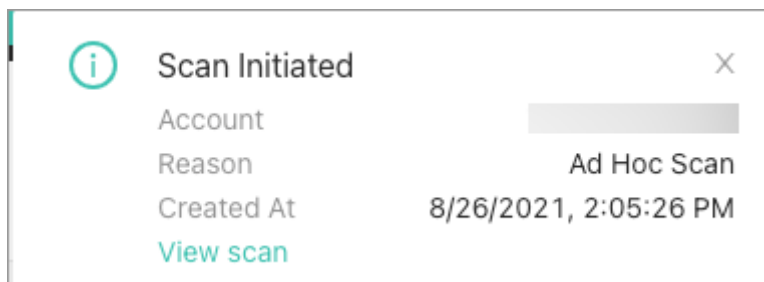 Scan Initiated
Account
Reason Ad Hoc Scan
Created At 8/26/2021, 2:05:26 PM
View scan